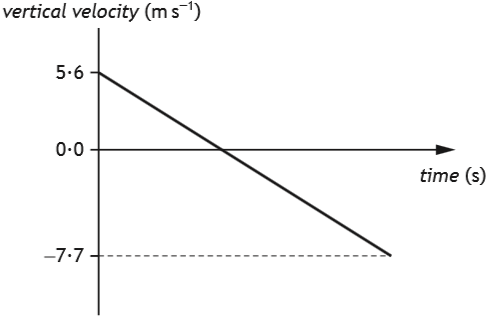 vertical velocity (m s⁻¹)
5·6
0·0
time (s)
−7·7